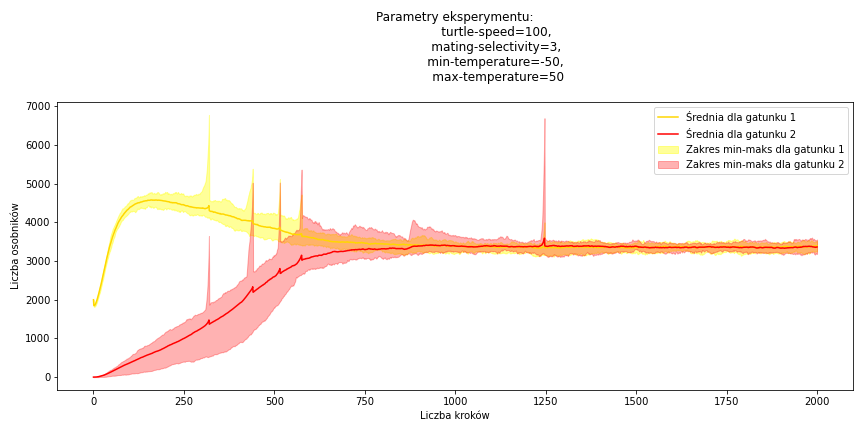 Parametry eksperymentu:
turtle-speed=100,
mating-selectivity=3,
min-temperature=-50,
max-temperature=50
7000
6000
5000
4000
3000
2000
1000
0
Liczba osobników
Średnia dla gatunku 1
Średnia dla gatunku 2
Zakres min-maks dla gatunku 1
Zakres min-maks dla gatunku 2
0 250 500 750 1000 1250 1500 1750 2000
Liczba kroków